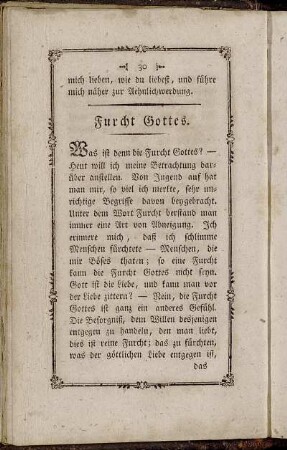 30
mich lieben, wie du liebest, und führe
mich näher zur Aehnlichwerdung.
Furcht Gottes.
Was ist denn die Furcht Gottes? —
Heut will ich meine Betrachtung dar-
über anstellen. Von Jugend auf hat
man mir, so viel ich merkte, sehr un-
richtige Begriffe davon beygebracht.
Unter dem Wort Furcht verstand man
immer eine Art von Abneigung. Ich
erinnere mich, daß ich schlimme
Menschen fürchtete — Menschen, die
mir Böses thaten; so eine Furcht
kann die Furcht Gottes nicht seyn.
Gott ist die Liebe, und kann man vor
der Liebe zittern? — Nein, die Furcht
Gottes ist ganz ein anderes Gefühl.
Die Besorgniß, dem Willen desjenigen
entgegen zu handeln, den man liebt,
dies ist reine Furcht; das zu fürchten,
was der göttlichen Liebe entgegen ist,
das